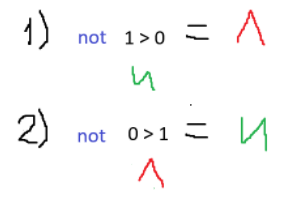 1) not 1 > 0 = Л
И
2) not 0 > 1 = И
Л